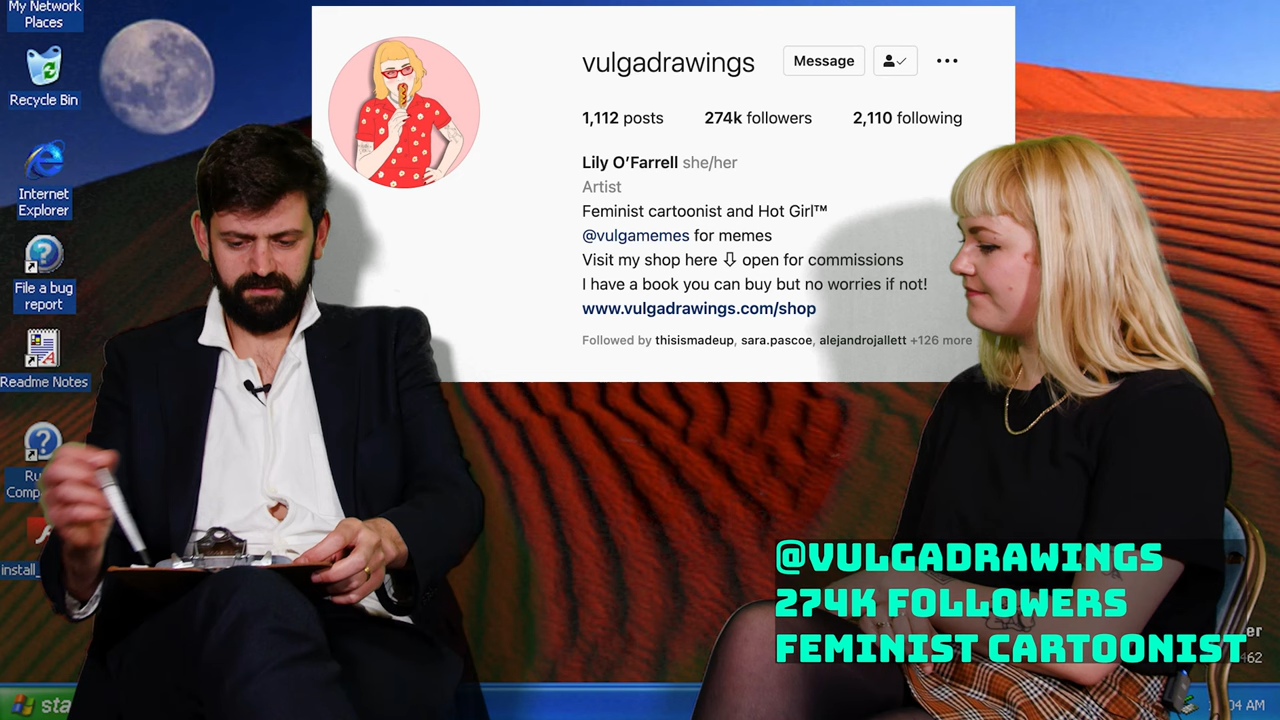 My Network
Places
Recycle Bin
Internet
Explorer
File a bug
report
Readme Notes
install_
sta
vulgadrawings
Message
1,112 posts
274k followers
2,110 following
Lily O’Farrell she/her
Artist
Feminist cartoonist and Hot Girl™
@vulgamemes for memes
Visit my shop here ⇩ open for commissions
I have a book you can buy but no worries if not!
www.vulgadrawings.com/shop
Followed by thisismadeup, sara.pascoe, alejandrojallett +126 more
@VULGADRAWINGS
274K FOLLOWERS
FEMINIST CARTOONIST